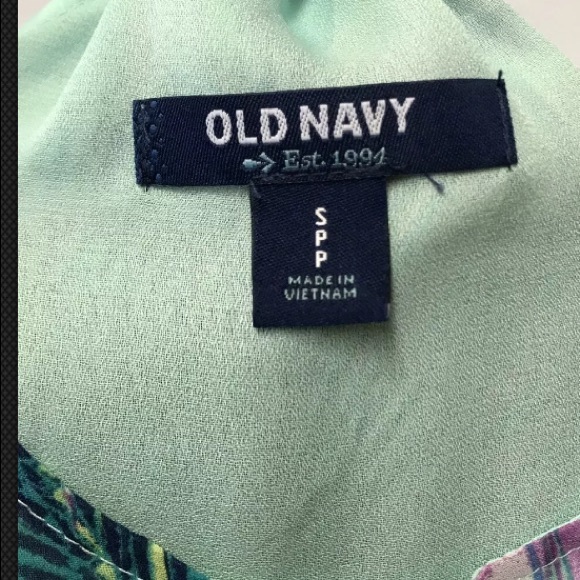 OLD NAVY
Est. 1994
S
P
P
MADE IN
VIETNAM